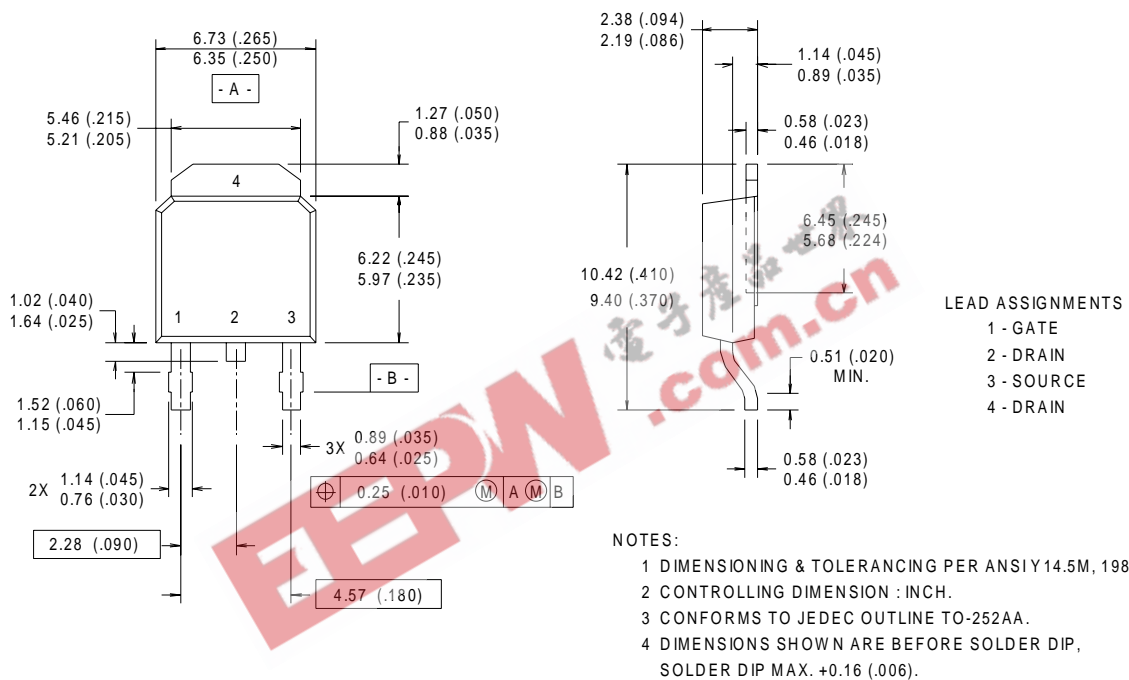 6.73 (.265)
6.35 (.250)
- A -
5.46 (.215)
5.21 (.205)
1.27 (.050)
0.88 (.035)
4
6.22 (.245)
5.97 (.235)
1.02 (.040)
1.64 (.025)
1 2 3
- B -
1.52 (.060)
1.15 (.045)
3X 0.89 (.035)
0.64 (.025)
2X 1.14 (.045)
0.76 (.030)
0.25 (.010) M A M B
2.28 (.090)
4.57 (.180)
2.38 (.094)
2.19 (.086)
1.14 (.045)
0.89 (.035)
0.58 (.023)
0.46 (.018)
6.45 (.245)
5.68 (.224)
10.42 (.410)
9.40 (.370)
0.51 (.020)
MIN.
0.58 (.023)
0.46 (.018)
LEAD ASSIGNMENTS
1 - GATE
2 - DRAIN
3 - SOURCE
4 - DRAIN
NOTES:
1 DIMENSIONING & TOLERANCING PER ANSI Y14.5M, 198
2 CONTROLLING DIMENSION : INCH.
3 CONFORMS TO JEDEC OUTLINE TO-252AA.
4 DIMENSIONS SHOWN ARE BEFORE SOLDER DIP,
SOLDER DIP MAX. +0.16 (.006).
EEPW.com.cn
電子產品世界